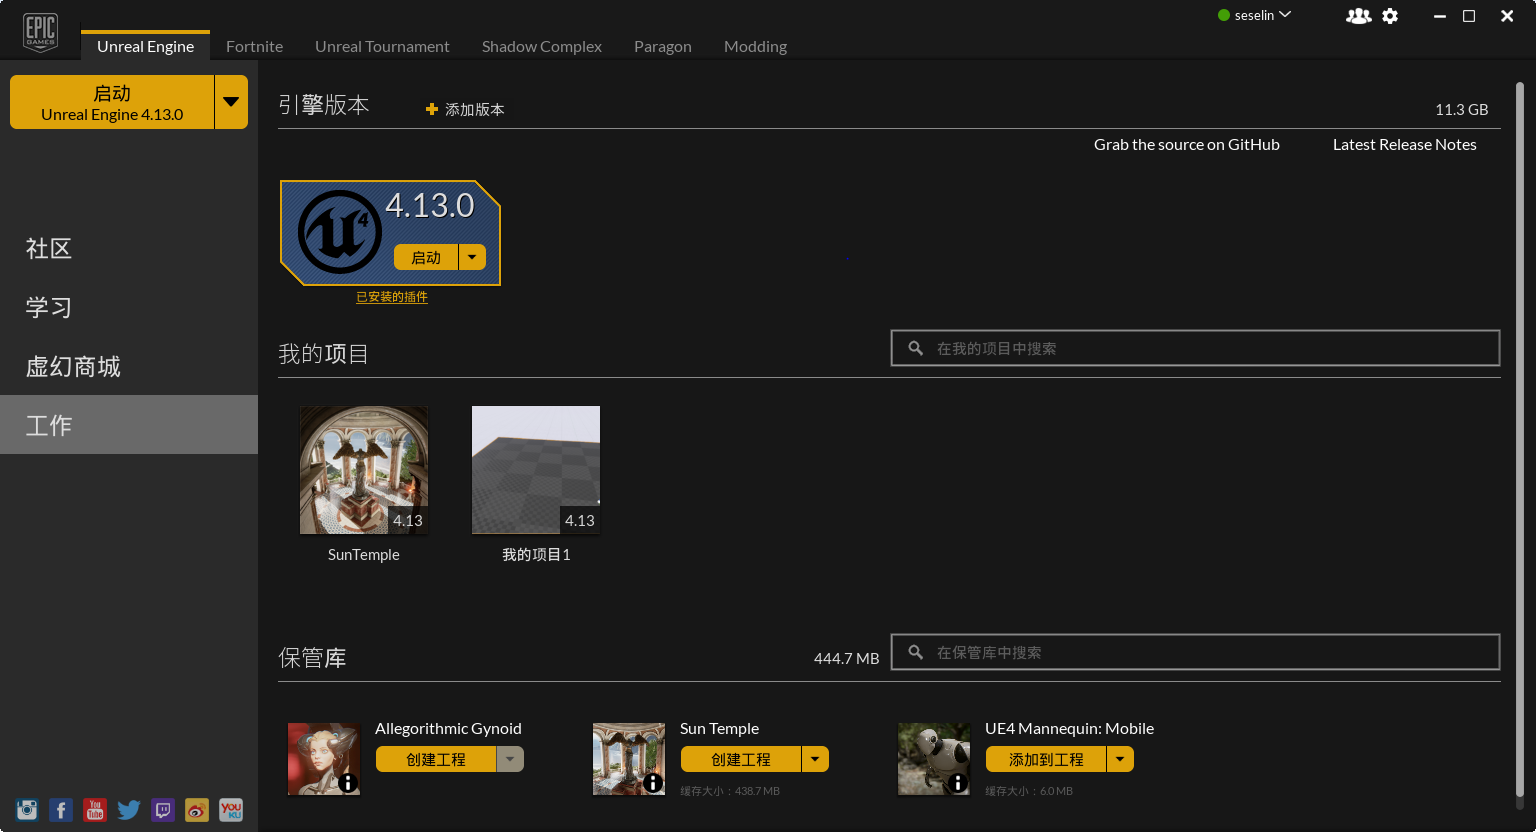 EPIC
GAMES
seselin
Unreal Engine
Fortnite
Unreal Tournament
Shadow Complex
Paragon
Modding
启动
Unreal Engine 4.13.0
社区
学习
虚幻商城
工作
引擎版本
添加版本
11.3 GB
Grab the source on GitHub
Latest Release Notes
4.13.0
启动
已安装的插件
我的项目
在我的项目中搜索
4.13
SunTemple
4.13
我的项目1
保管库
444.7 MB
在保管库中搜索
Allegorithmic Gynoid
创建工程
Sun Temple
创建工程
缓存大小：438.7 MB
UE4 Mannequin: Mobile
添加到工程
缓存大小：6.0 MB
You
Tube
YOU
KU